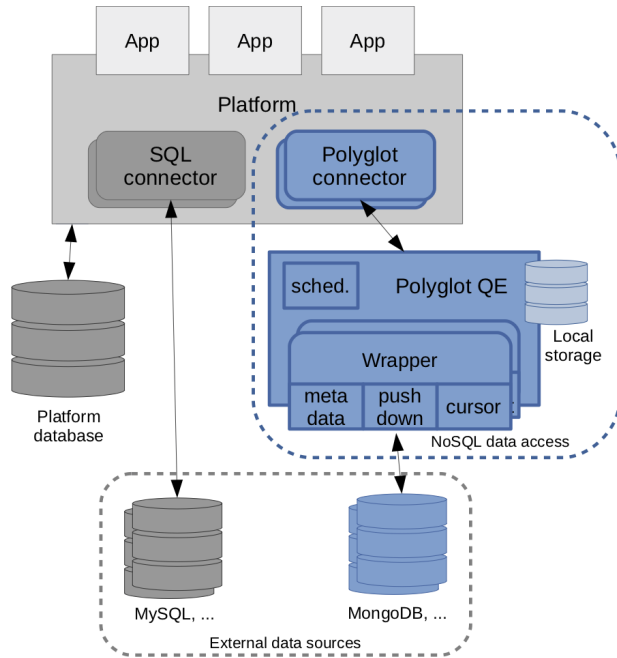 App
App
App
Platform
SQL
connector
Polyglot
connector
sched.
Polyglot QE
Local
storage
Wrapper
meta
data
push
down
cursor
Platform
database
NoSQL data access
MySQL, ...
MongoDB, ...
External data sources